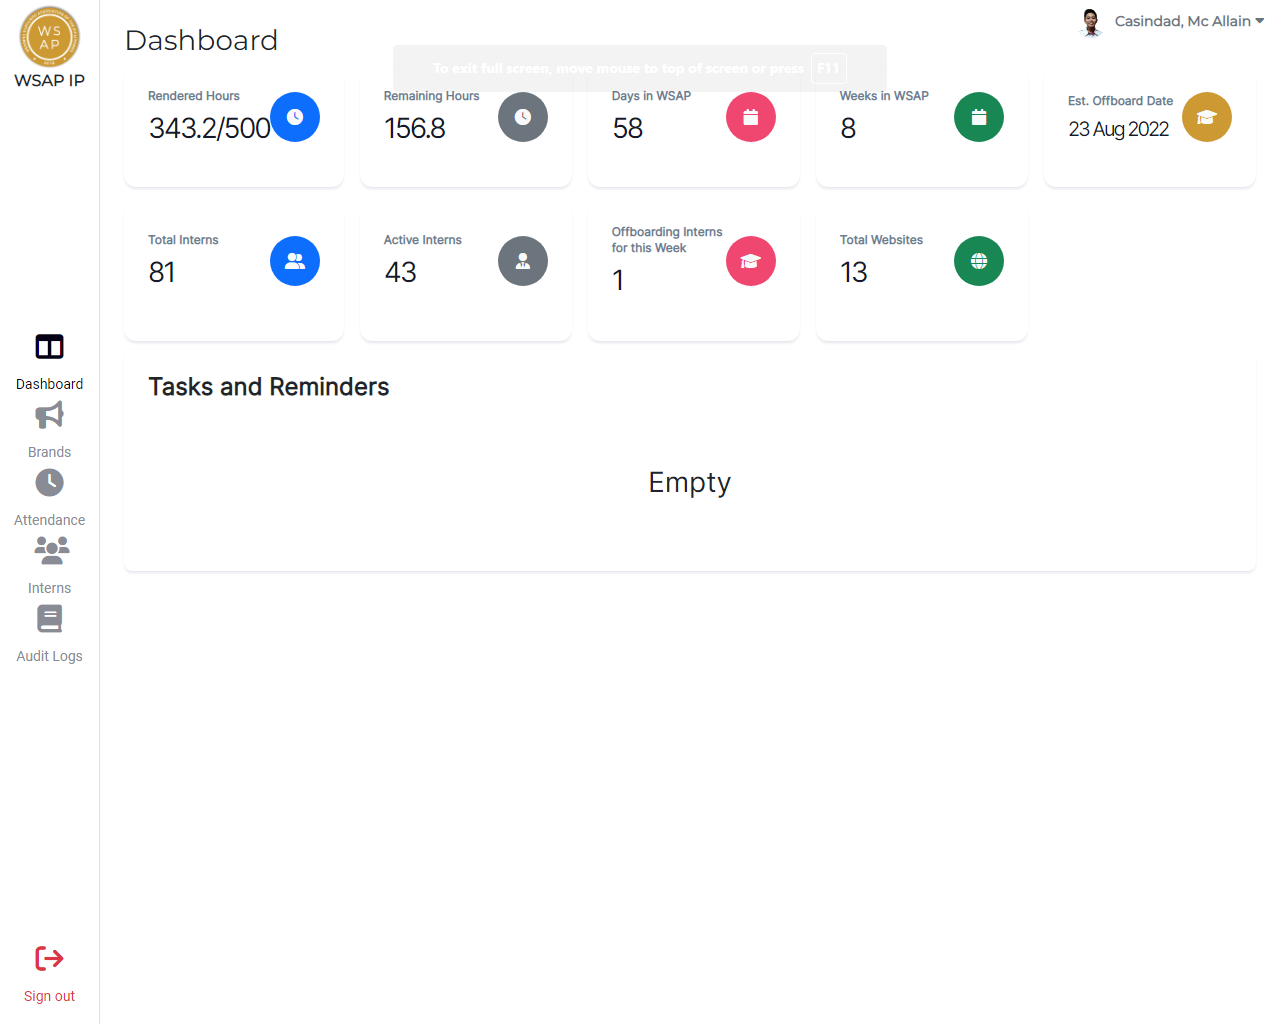 WS
AP
WSAP IP
Dashboard
Casindad, Mc Allain
To exit full screen, move mouse to top of screen or press F11
Rendered Hours
343.2/500
Remaining Hours
156.8
Days in WSAP
58
Weeks in WSAP
8
Est. Offboard Date
23 Aug 2022
Total Interns
81
Active Interns
43
Offboarding Interns
for this Week
1
Total Websites
13
Tasks and Reminders
Empty
Dashboard
Brands
Attendance
Interns
Audit Logs
Sign out